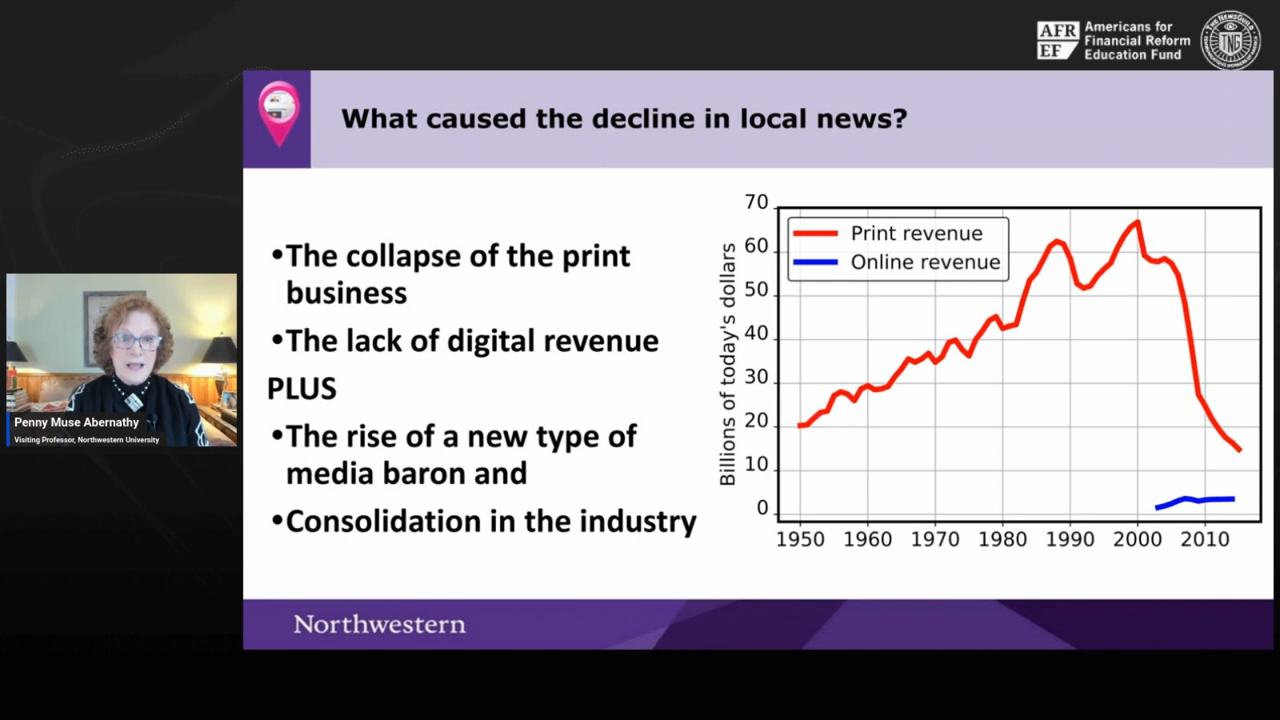 AFR
EF
Americans for
Financial Reform
Education Fund
THE NEWSGUILD
TNG
What caused the decline in local news?
•The collapse of the print
business
•The lack of digital revenue
PLUS
•The rise of a new type of
media baron and
•Consolidation in the industry
Billions of today's dollars
70
60
50
40
30
20
10
0
Print revenue
Online revenue
1950 1960 1970 1980 1990 2000 2010
Penny Muse Abernathy
Visiting Professor, Northwestern University
Northwestern